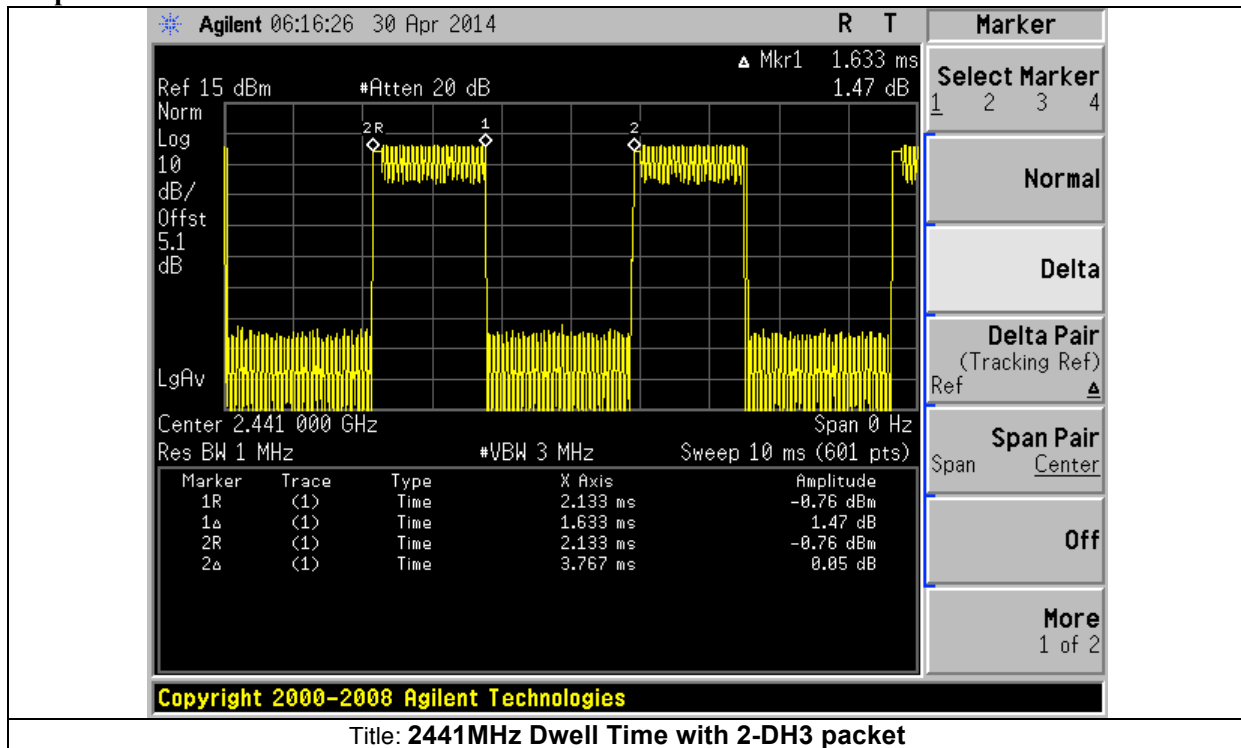 Agilent 06:16:26 30 Apr 2014 R T
Marker
▵ Mkr1 1.633 ms
Ref 15 dBm #Atten 20 dB 1.47 dB
Norm
Log
10
dB/
Offst
5.1
dB
LgAv
2R
1
2
Center 2.441 000 GHz Span 0 Hz
Res BW 1 MHz #VBW 3 MHz Sweep 10 ms (601 pts)
Marker Trace Type X Axis Amplitude
1R (1) Time 2.133 ms -0.76 dBm
1▵ (1) Time 1.633 ms 1.47 dB
2R (1) Time 2.133 ms -0.76 dBm
2▵ (1) Time 3.767 ms 0.05 dB
Select Marker
1 2 3 4
Normal
Delta
Delta Pair
(Tracking Ref)
Ref ▵
Span Pair
Span Center
Off
More
1 of 2
Copyright 2000-2008 Agilent Technologies
Title: 2441MHz Dwell Time with 2-DH3 packet